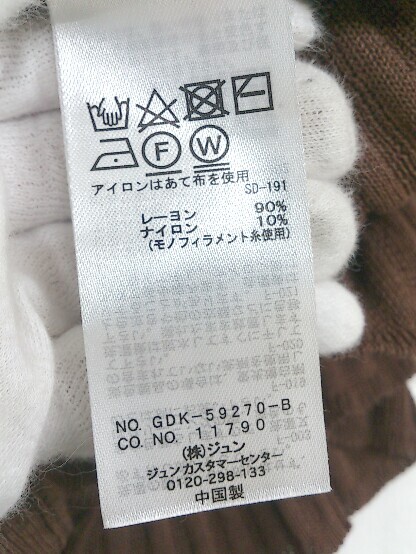 F W
アイロンはあて布を使用
SD-191
レーヨン 90%
ナイロン 10%
(モノフィラメント糸使用)
NO. GDK-59270-B
CO. NO. 11790
(株)ジュン
ジュンカスタマーセンター
0120-298-133
中国製